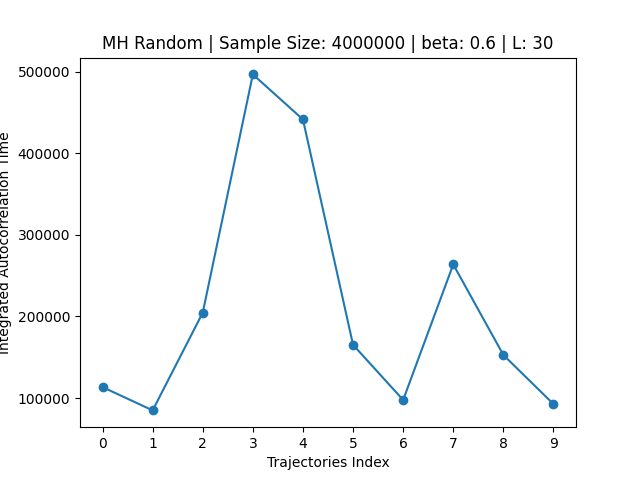 MH Random | Sample Size: 4000000 | beta: 0.6 | L: 30
Integrated Autocorrelation Time
500000
400000
300000
200000
100000
0 1 2 3 4 5 6 7 8 9
Trajectories Index